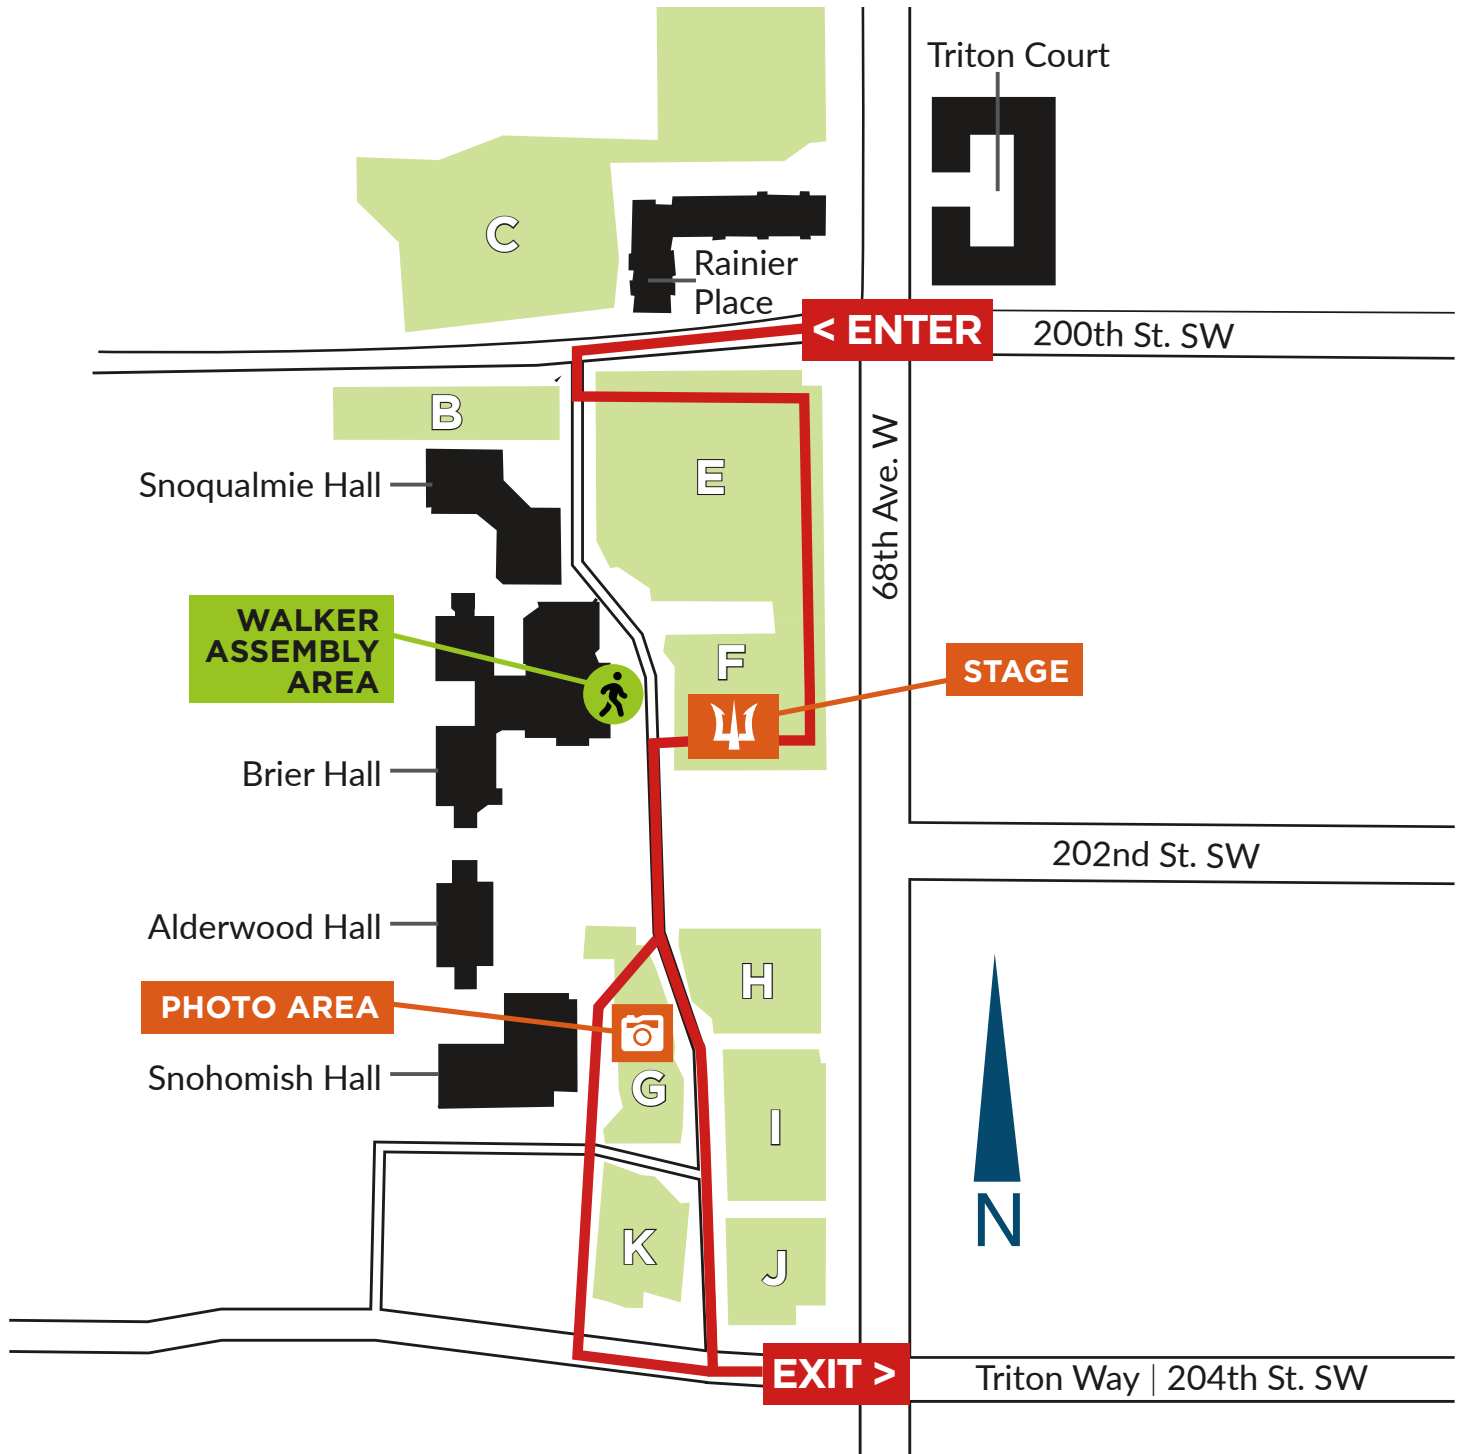 Triton Court
C
Rainier
Place
< ENTER
200th St. SW
B
E
Snoqualmie Hall
68th Ave. W
WALKER
ASSEMBLY
AREA
F
STAGE
Brier Hall
202nd St. SW
Alderwood Hall
H
PHOTO AREA
Snohomish Hall
G
I
N
K
J
EXIT >
Triton Way | 204th St. SW